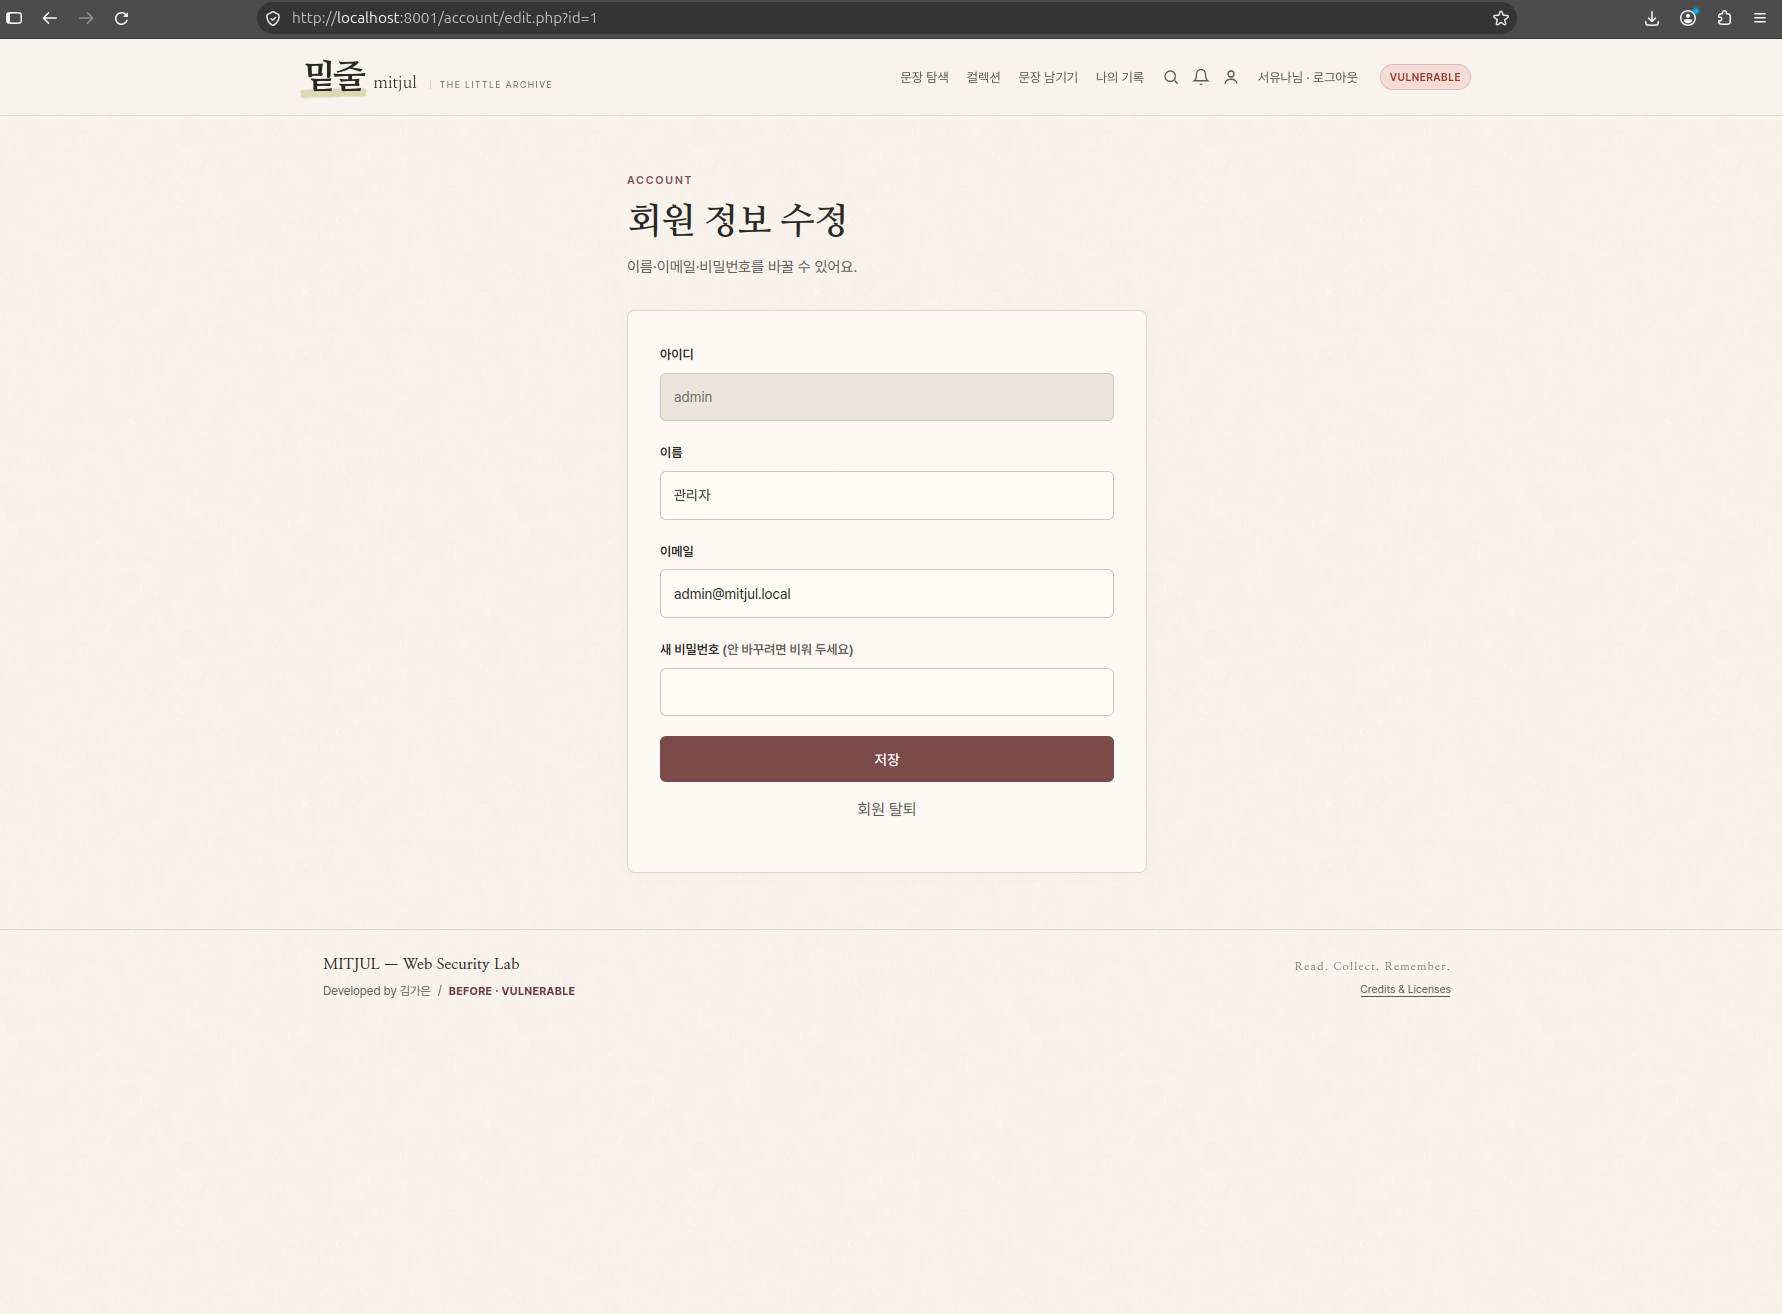 http://localhost:8001/account/edit.php?id=1
밑줄 mitjul THE LITTLE ARCHIVE
문장 탐색 컬렉션 문장 남기기 나의 기록 서유나님 · 로그아웃 VULNERABLE
ACCOUNT
회원 정보 수정
이름·이메일·비밀번호를 바꿀 수 있어요.
아이디
admin
이름
관리자
이메일
admin@mitjul.local
새 비밀번호 (안 바꾸려면 비워 두세요)
저장
회원 탈퇴
MITJUL — Web Security Lab
Developed by 김가은 / BEFORE · VULNERABLE
Read. Collect. Remember.
Credits & Licenses